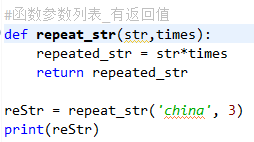 #函数参数列表_有返回值
def repeat_str(str,times):
    repeated_str = str*times
    return repeated_str

reStr = repeat_str('china', 3)
print(reStr)